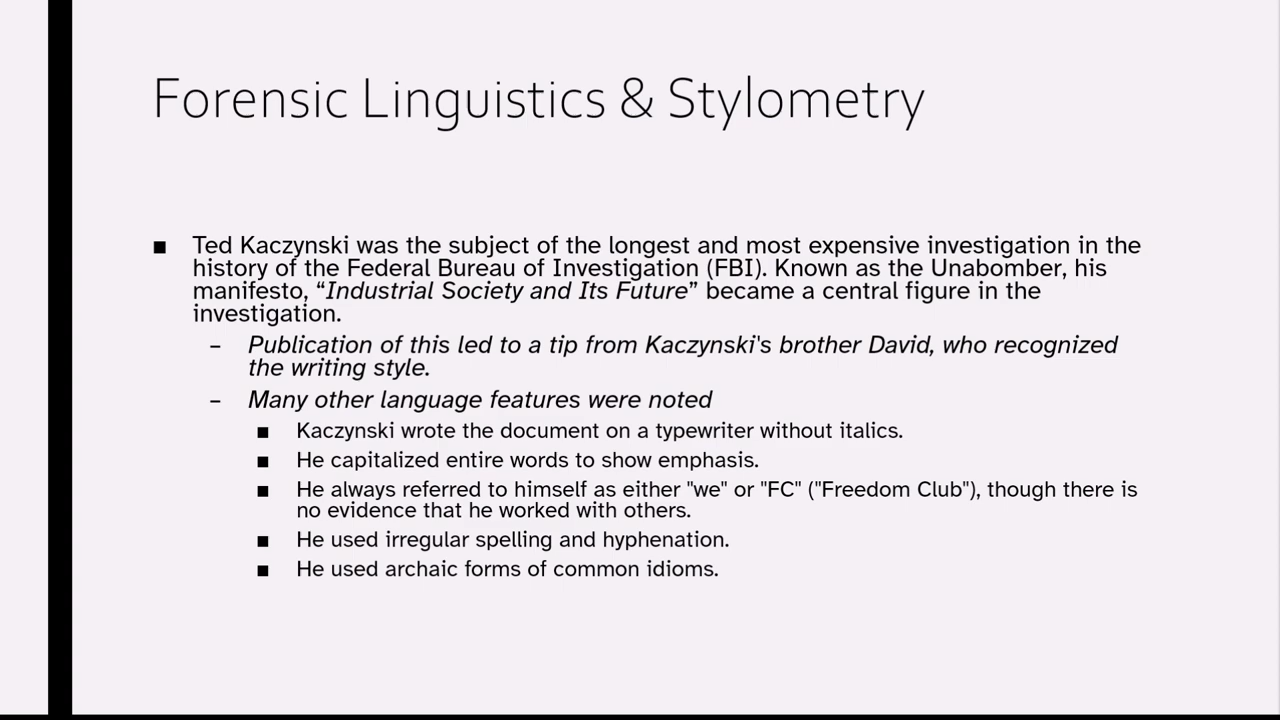 Forensic Linguistics & Stylometry
■ Ted Kaczynski was the subject of the longest and most expensive investigation in the
history of the Federal Bureau of Investigation (FBI). Known as the Unabomber, his
manifesto, “Industrial Society and Its Future” became a central figure in the
investigation.
– Publication of this led to a tip from Kaczynski's brother David, who recognized
the writing style.
– Many other language features were noted
■ Kaczynski wrote the document on a typewriter without italics.
■ He capitalized entire words to show emphasis.
■ He always referred to himself as either "we" or "FC" ("Freedom Club"), though there is
no evidence that he worked with others.
■ He used irregular spelling and hyphenation.
■ He used archaic forms of common idioms.